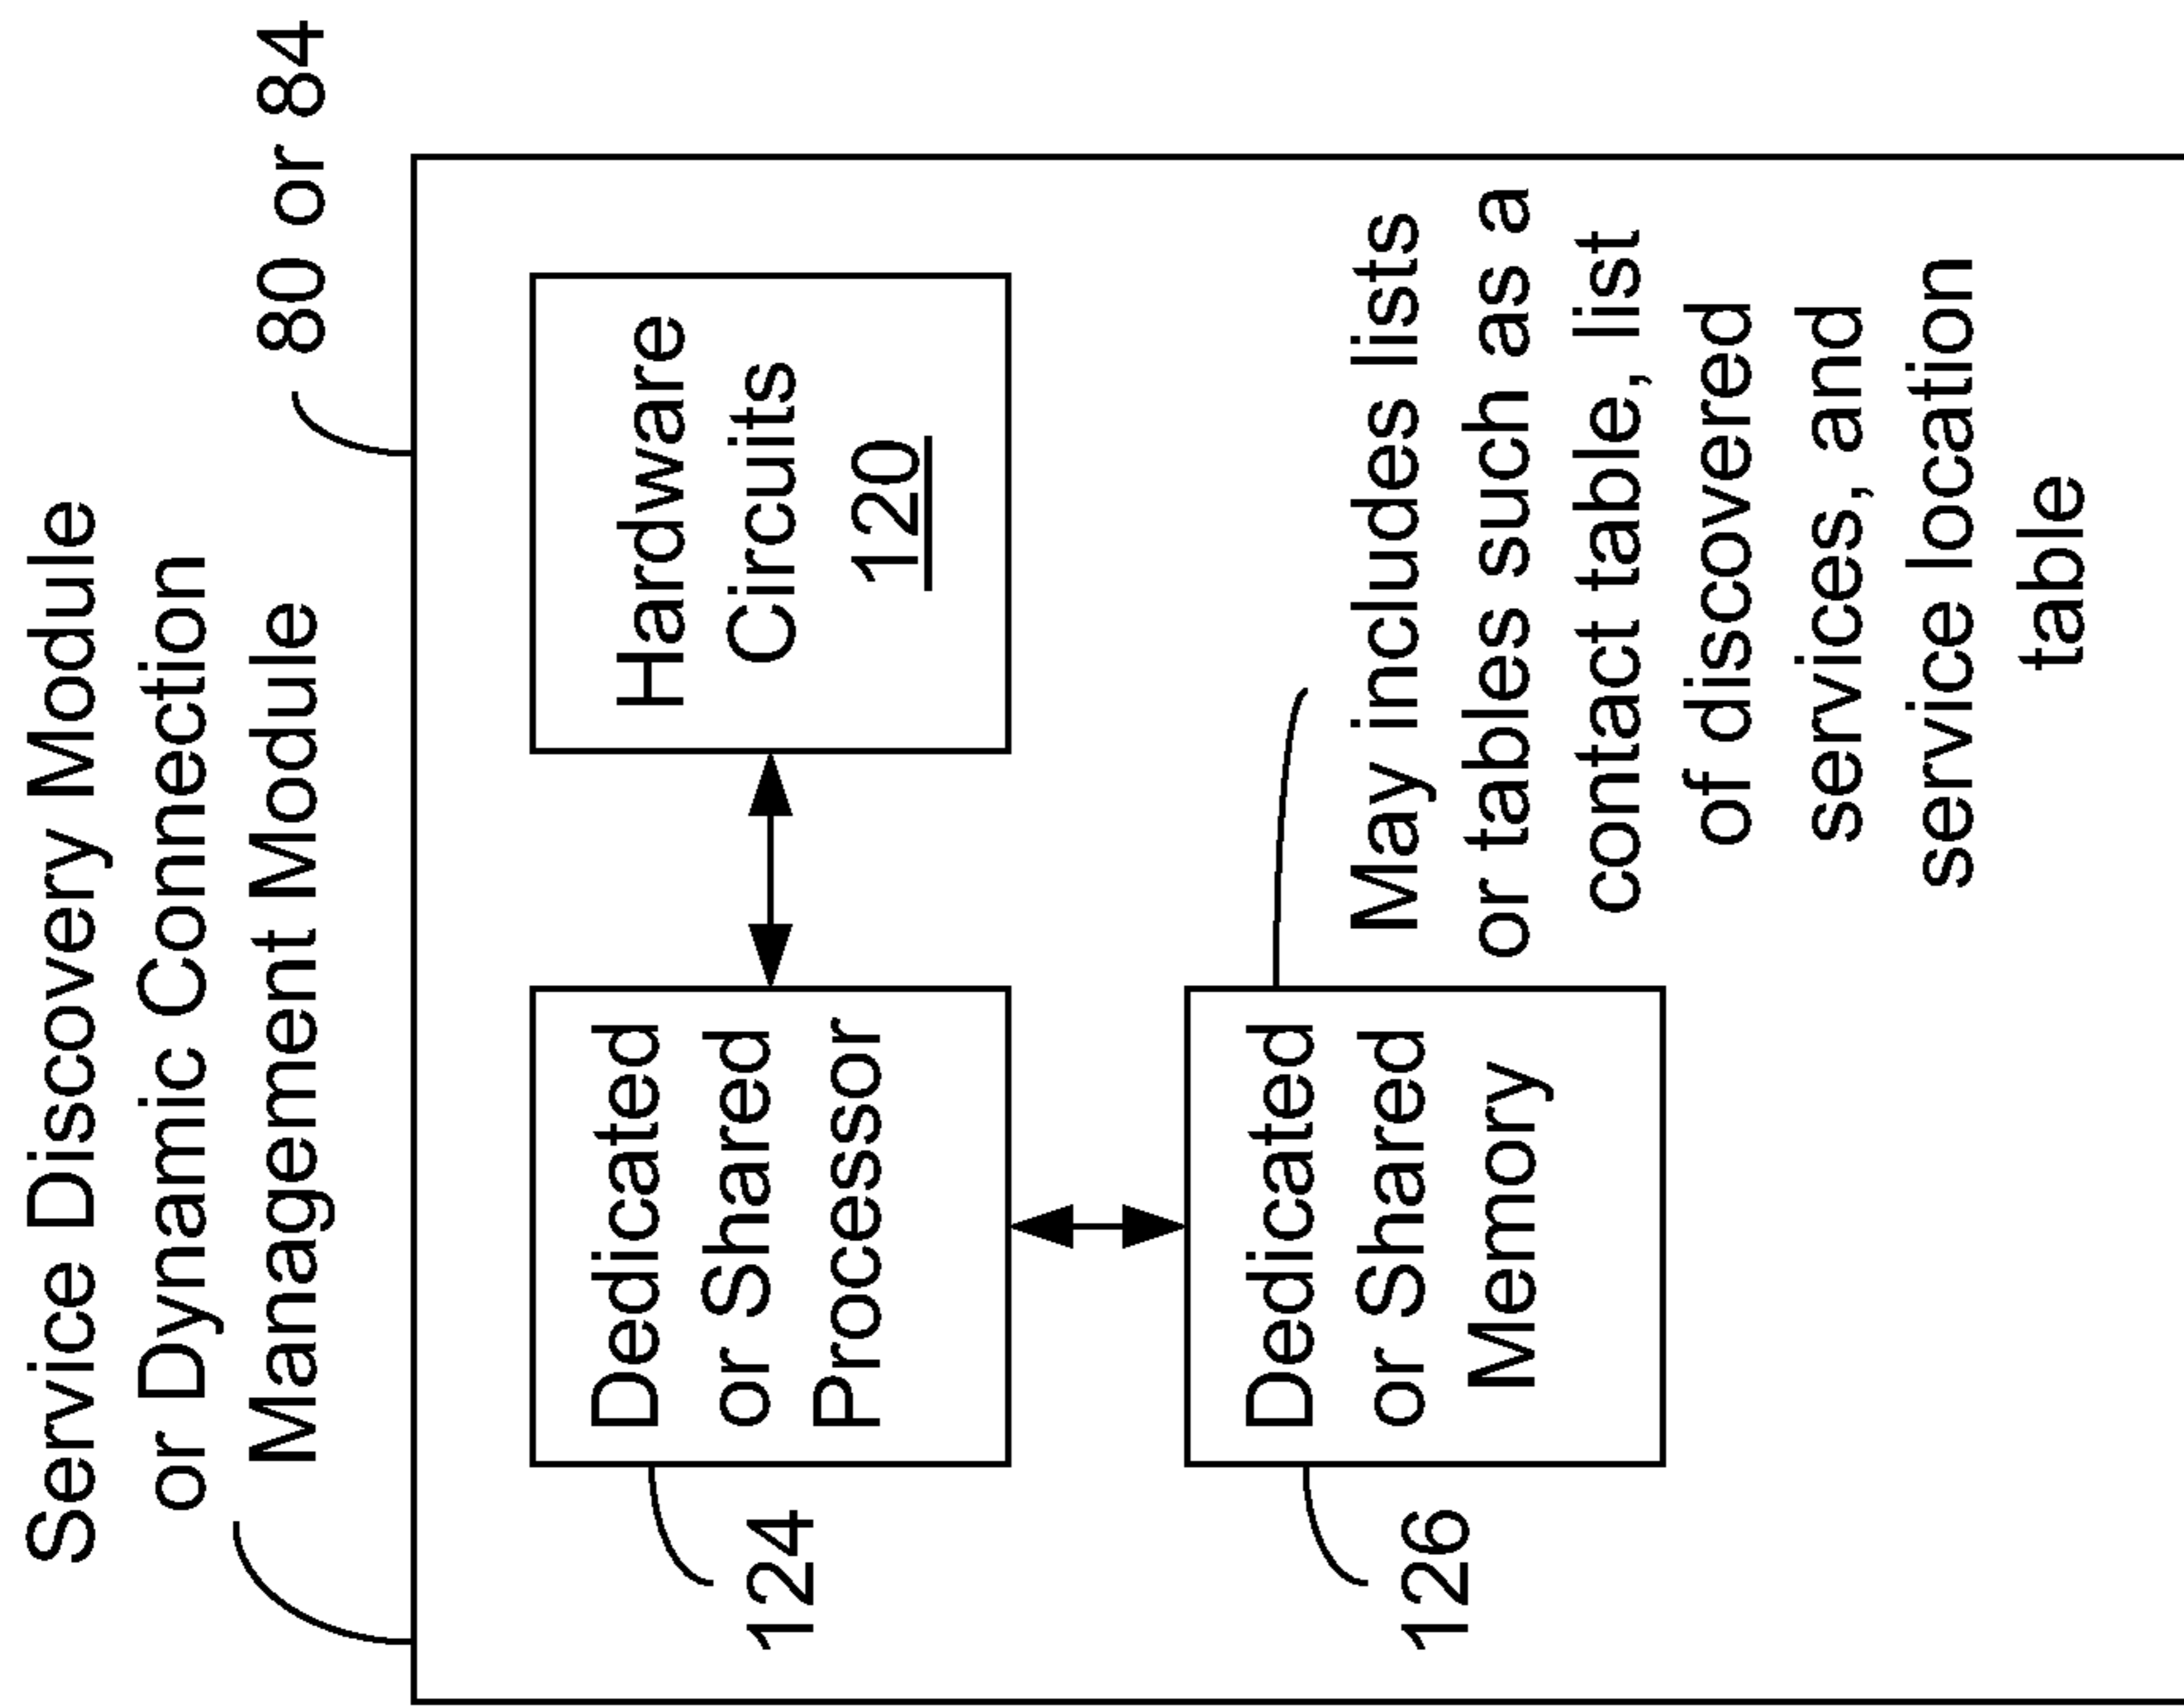 Service Discovery Module
or Dynamic Connection
Management Module
80 or 84
Dedicated
or Shared
Processor
124
Hardware
Circuits
120
Dedicated
or Shared
Memory
126
May includes lists
or tables such as a
contact table, list
of discovered
services, and
service location
table